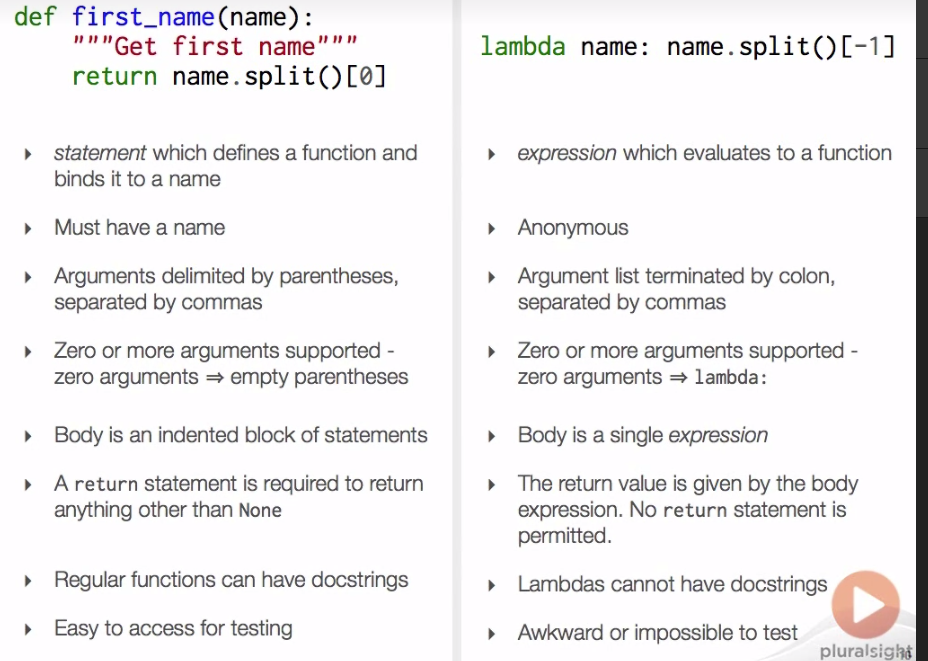 def first_name(name):
"""Get first name"""
return name.split()[0]
statement which defines a function and
binds it to a name
Must have a name
Arguments delimited by parentheses,
separated by commas
Zero or more arguments supported -
zero arguments ⇒ empty parentheses
Body is an indented block of statements
A return statement is required to return
anything other than None
Regular functions can have docstrings
Easy to access for testing
lambda name: name.split()[-1]
expression which evaluates to a function
Anonymous
Argument list terminated by colon,
separated by commas
Zero or more arguments supported -
zero arguments ⇒ lambda:
Body is a single expression
The return value is given by the body
expression. No return statement is
permitted.
Lambdas cannot have docstrings
Awkward or impossible to test
pluralsight